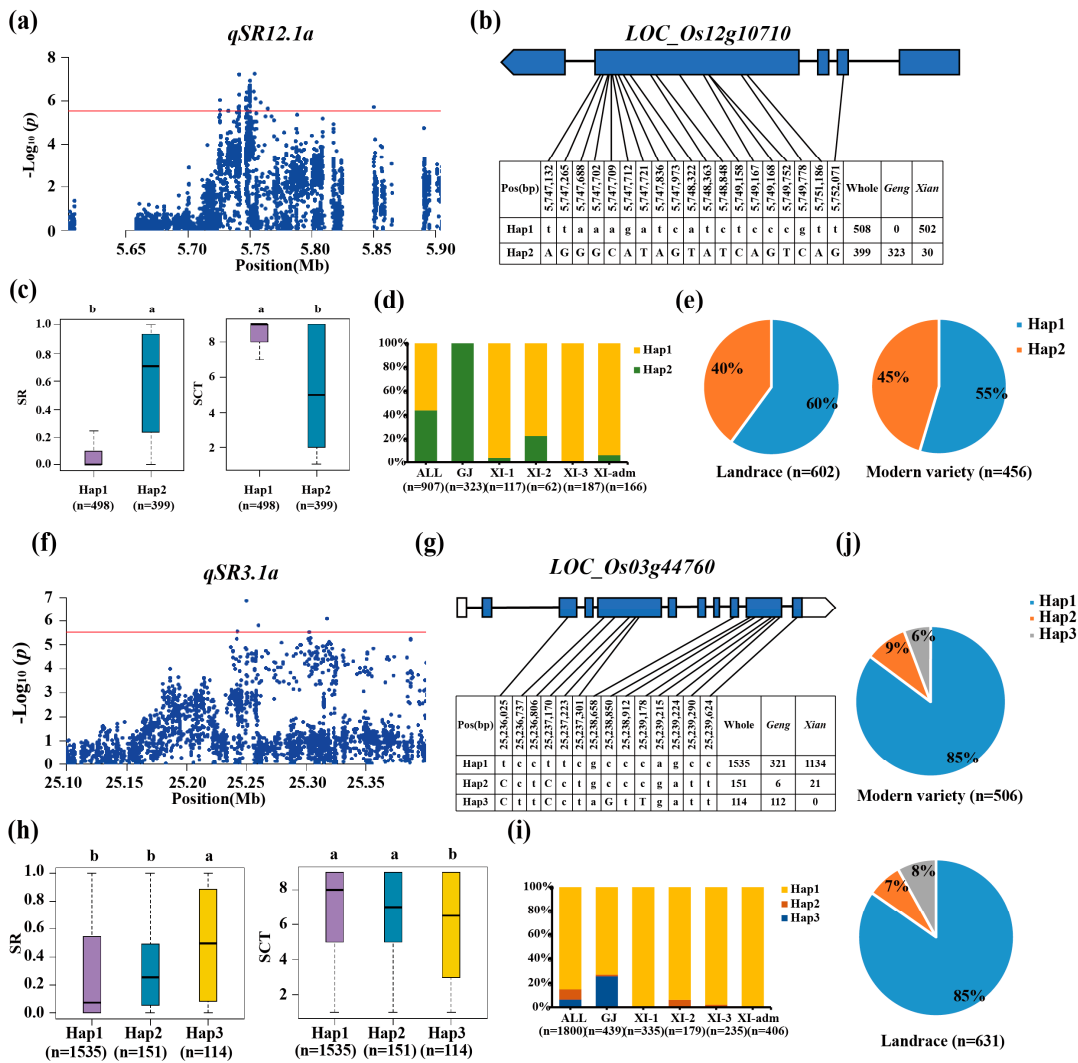 (a)
qSR12.1a
-Log₁₀ (p)
8
6
4
2
0
5.66 5.70 5.75 5.80 5.85 5.90
Position(Mb)
(b)
LOC_Os12g10710
Pos(bp) 5,747,132 5,747,265 5,747,688 5,747,702 5,747,709 5,747,712 5,747,721 5,747,836 5,747,973 5,748,322 5,748,363 5,748,848 5,749,158 5,749,167 5,749,168 5,749,752 5,749,778 5,751,186 5,752,071 Whole Geng Xian
Hap1 t t a a a g a t c a t c t c c c g t t 508 0 502
Hap2 A G G G C A T A G T A T C A G T C A G 399 323 30
(c)
b a
SR
1.0
0.8
0.6
0.4
0.2
0.0
Hap1 Hap2
(n=498) (n=399)
a b
SCT
8
6
4
2
Hap1 Hap2
(n=498) (n=399)
(d)
100%
80%
60%
40%
20%
0%
Hap1
Hap2
ALL GJ XI-1 XI-2 XI-3 XI-adm
(n=907) (n=323) (n=117) (n=62) (n=187) (n=166)
(e)
Hap1
Hap2
40% 60%
Landrace (n=602)
45% 55%
Modern variety (n=456)
(f)
qSR3.1a
-Log₁₀ (p)
7
6
5
4
3
2
1
0
25.10 25.15 25.20 25.25 25.30 25.35
Position(Mb)
(g)
LOC_Os03g44760
Pos(bp) 25,236,025 25,236,737 25,236,806 25,237,170 25,237,223 25,237,301 25,238,658 25,238,850 25,238,912 25,239,178 25,239,215 25,239,224 25,239,290 25,239,624 Whole Geng Xian
Hap1 t c c t t c g c c c a g c c 1535 321 1134
Hap2 C c t C c t g c c c g a t t 151 6 21
Hap3 C t t C c t a G t T g a t t 114 112 0
(j)
Hap1
Hap2
Hap3
9% 6%
85%
Modern variety (n=506)
7% 8%
85%
Landrace (n=631)
(h)
b b a
SR
1.0
0.8
0.6
0.4
0.2
0.0
Hap1 Hap2 Hap3
(n=1535) (n=151) (n=114)
a a b
SCT
8
6
4
2
Hap1 Hap2 Hap3
(n=1535) (n=151) (n=114)
(i)
100%
80%
60%
40%
20%
0%
Hap1
Hap2
Hap3
ALL GJ XI-1 XI-2 XI-3 XI-adm
(n=1800) (n=439) (n=335) (n=179) (n=235) (n=406)